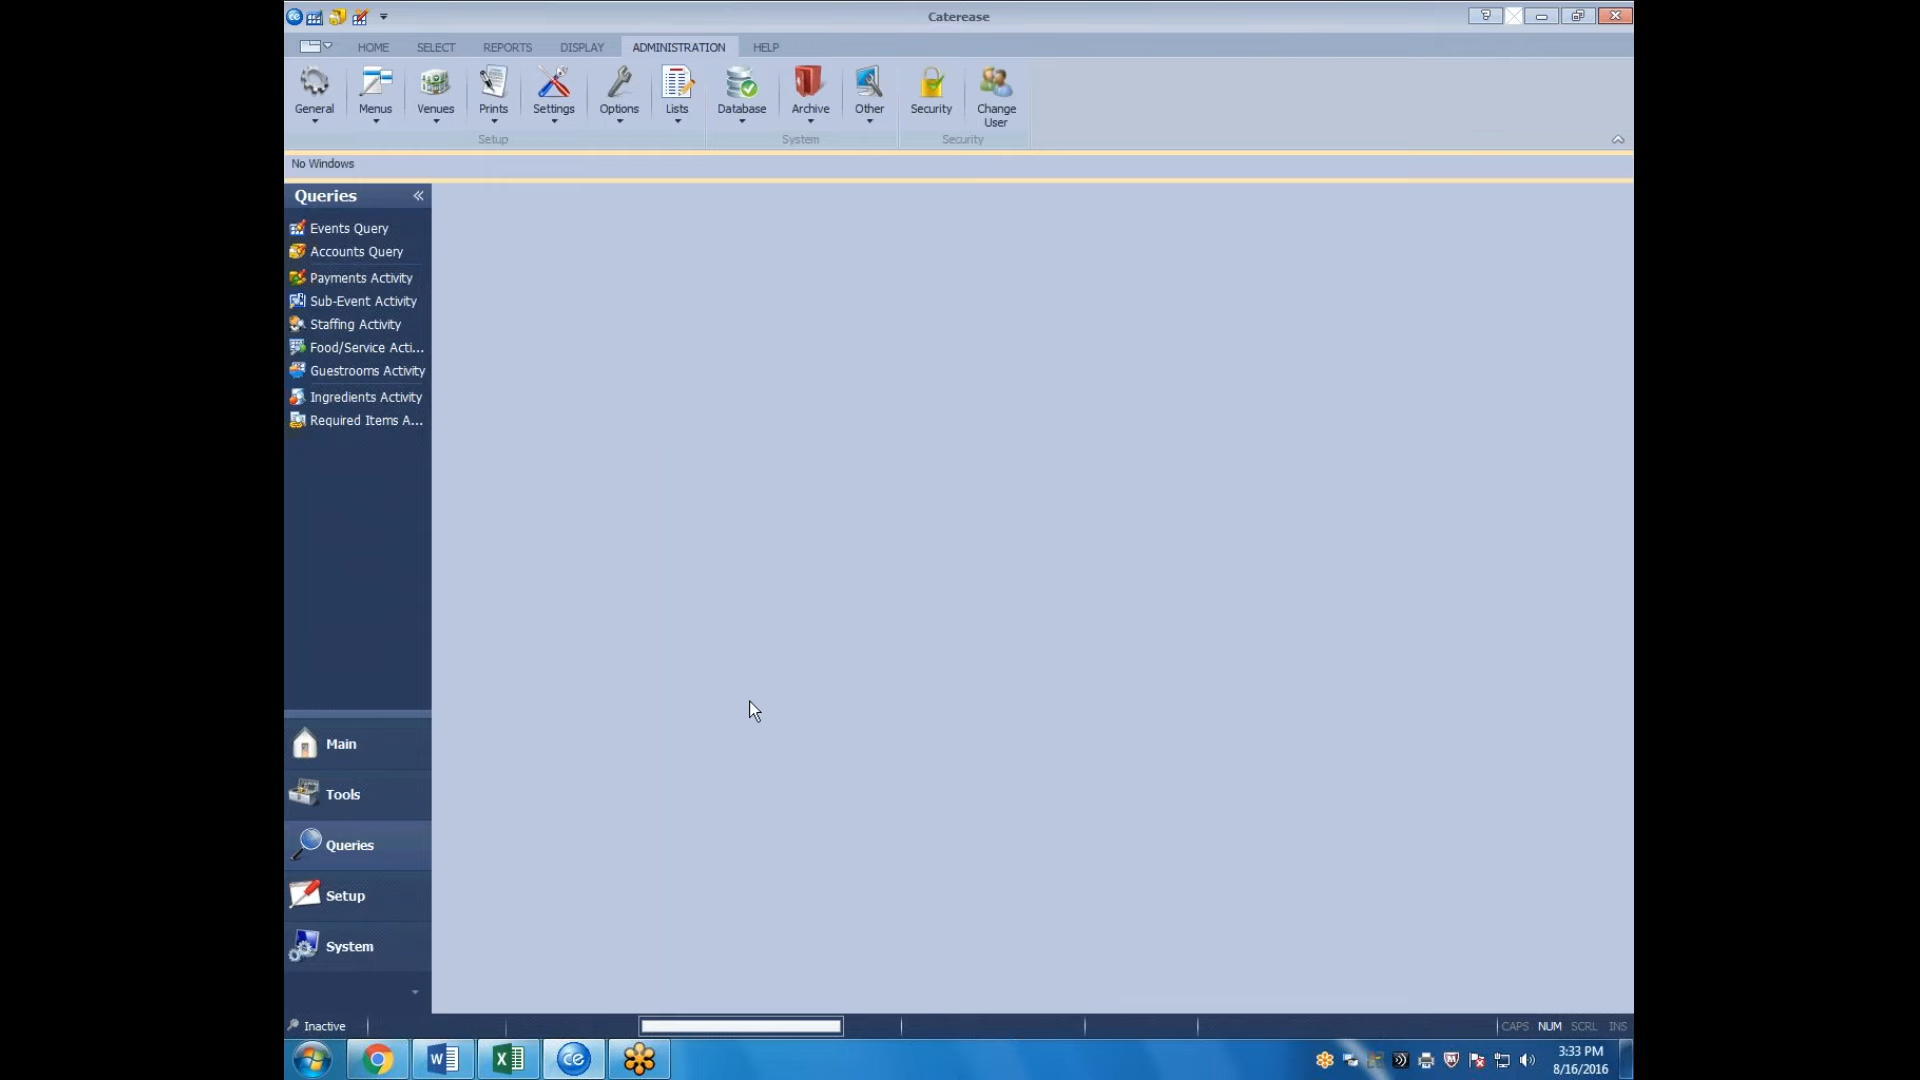 Caterease
HOME SELECT REPORTS DISPLAY ADMINISTRATION HELP
General Menus Venues Prints Settings Options Lists Database Archive Other Security Change User
Setup System Security
No Windows
Queries
Events Query
Accounts Query
Payments Activity
Sub-Event Activity
Staffing Activity
Food/Service Acti...
Guestrooms Activity
Ingredients Activity
Required Items A...
Main
Tools
Queries
Setup
System
Inactive CAPS NUM SCRL INS
3:33 PM
8/16/2016